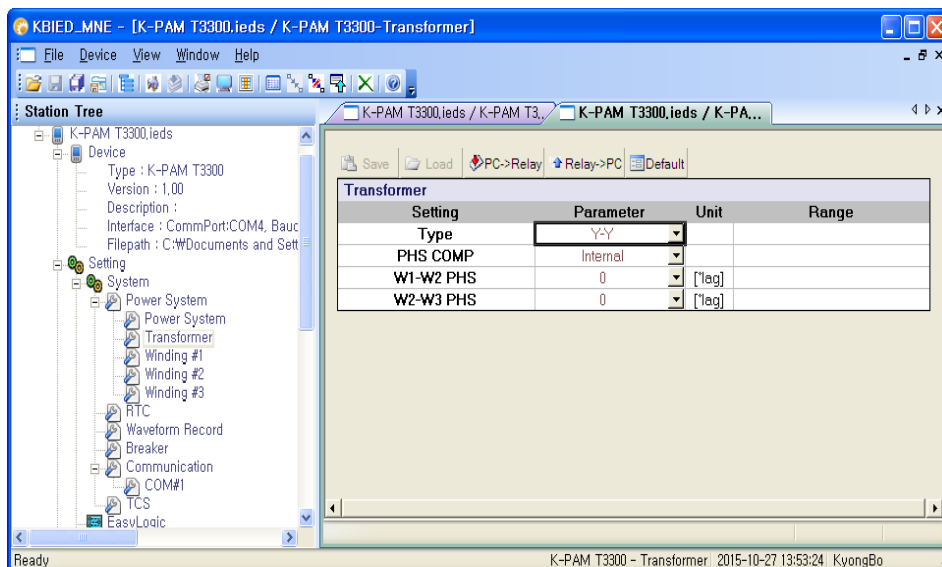 KBIED_MNE - [K-PAM T3300.ieds / K-PAM T3300-Transformer]
File Device View Window Help
Station Tree
K-PAM T3300.ieds / K-PAM T3.. K-PAM T3300.ieds / K-PA...
K-PAM T3300.ieds
Device
Type : K-PAM T3300
Version : 1.00
Description :
Interface : CommPort:COM4, Baud
Filepath : C:₩Documents and Sett
Setting
System
Power System
Power System
Transformer
Winding #1
Winding #2
Winding #3
RTC
Waveform Record
Breaker
Communication
COM#1
TCS
EasyLogic
Save Load PC->Relay Relay->PC Default
Transformer
Setting Parameter Unit Range
Type Y-Y
PHS COMP Internal
W1-W2 PHS 0 [°lag]
W2-W3 PHS 0 [°lag]
Ready K-PAM T3300 - Transformer 2015-10-27 13:53:24 KyongBo